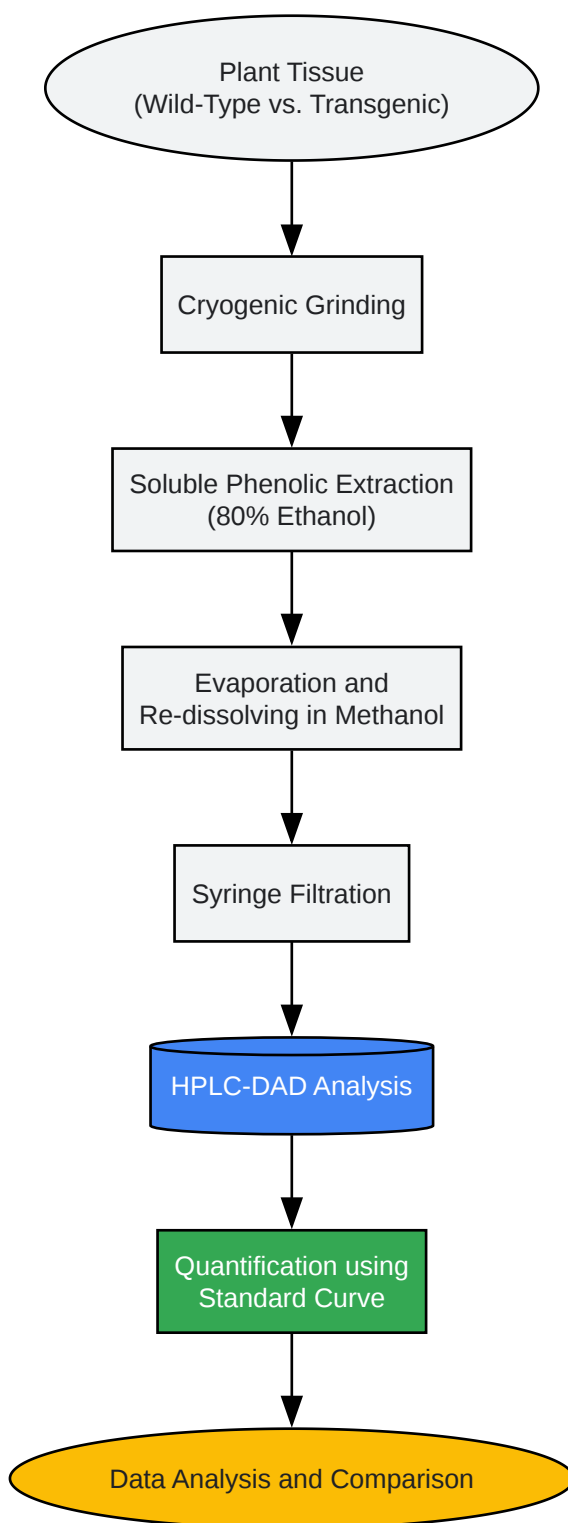 Plant Tissue
(Wild-Type vs. Transgenic)
Cryogenic Grinding
Soluble Phenolic Extraction
(80% Ethanol)
Evaporation and
Re-dissolving in Methanol
Syringe Filtration
HPLC-DAD Analysis
Quantification using
Standard Curve
Data Analysis and Comparison